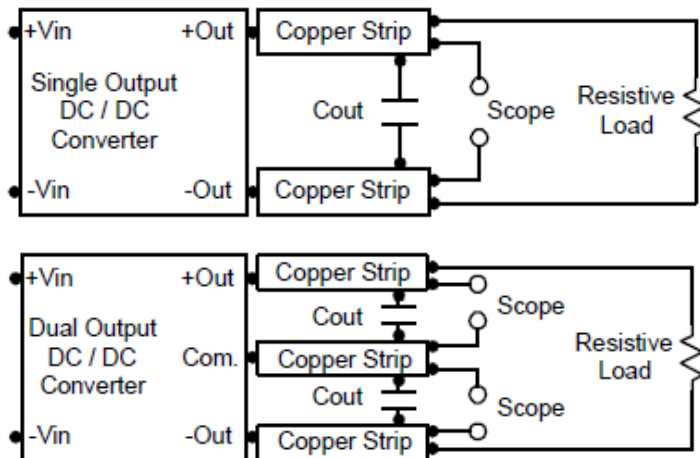 +Vin +Out Copper Strip
Single Output
DC / DC
Converter
Cout Scope Resistive
Load
-Vin -Out Copper Strip
+Vin +Out Copper Strip
Cout Scope
Dual Output
DC / DC
Converter
Com. Copper Strip Resistive
Load
Cout Scope
-Vin -Out Copper Strip